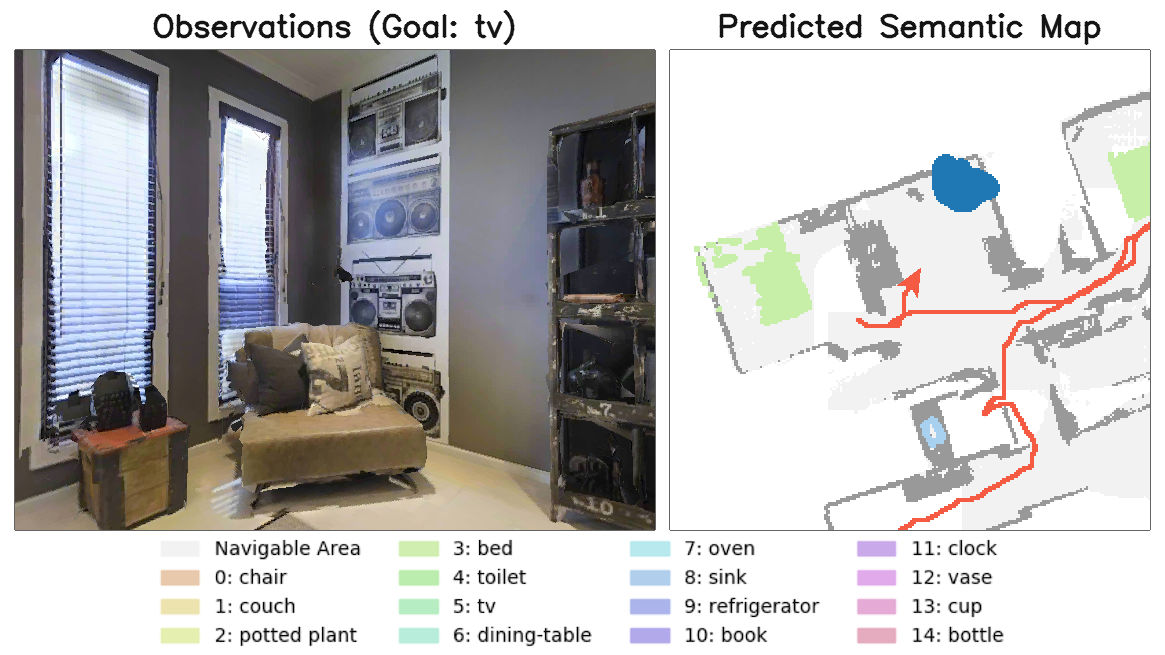 Observations (Goal: tv)
Predicted Semantic Map
7
10
Navigable Area
0: chair
1: couch
2: potted plant
3: bed
4: toilet
5: tv
6: dining-table
7: oven
8: sink
9: refrigerator
10: book
11: clock
12: vase
13: cup
14: bottle